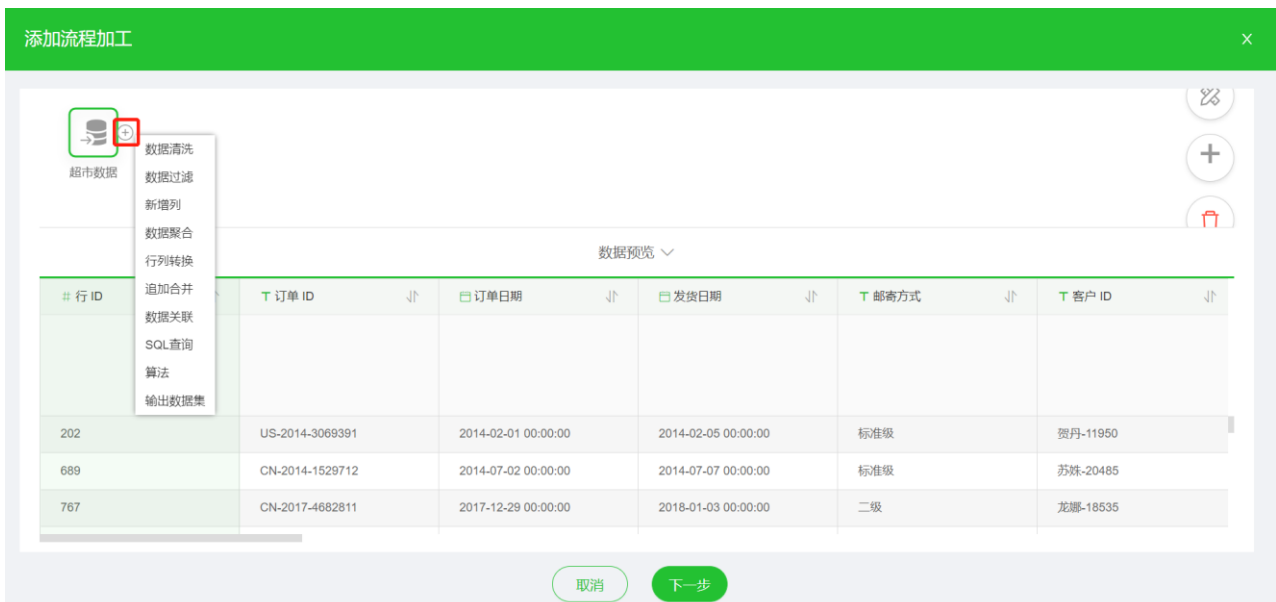 添加流程加工
X
超市数据
数据清洗
数据过滤
新增列
数据聚合
行列转换
追加合并
数据关联
SQL查询
算法
输出数据集
数据预览
# 行 ID
T 订单 ID
订单日期
发货日期
T 邮寄方式
T 客户 ID
202 US-2014-3069391 2014-02-01 00:00:00 2014-02-05 00:00:00 标准级 贺丹-11950
689 CN-2014-1529712 2014-07-02 00:00:00 2014-07-07 00:00:00 标准级 苏姝-20485
767 CN-2017-4682811 2017-12-29 00:00:00 2018-01-03 00:00:00 二级 龙娜-18535
取消
下一步